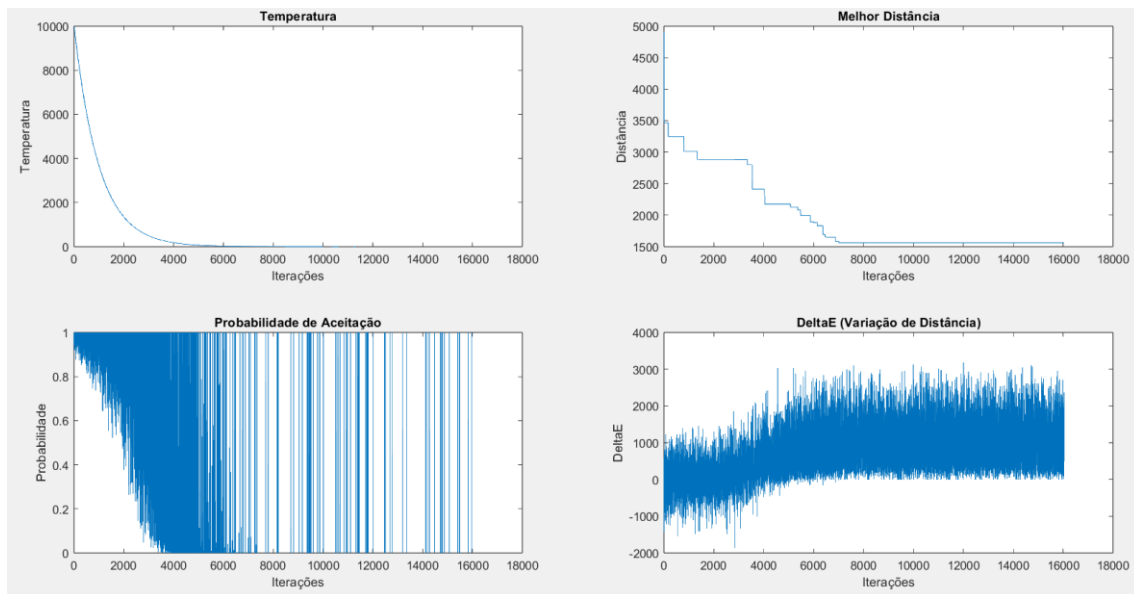 Temperatura
10000
8000
6000
4000
2000
0
Temperatura
0 2000 4000 6000 8000 10000 12000 14000 16000 18000
Iterações
Melhor Distância
5000
4500
4000
3500
3000
2500
2000
1500
Distância
0 2000 4000 6000 8000 10000 12000 14000 16000 18000
Iterações
Probabilidade de Aceitação
1
0.8
0.6
0.4
0.2
0
Probabilidade
0 2000 4000 6000 8000 10000 12000 14000 16000 18000
Iterações
DeltaE (Variação de Distância)
4000
3000
2000
1000
0
-1000
-2000
DeltaE
0 2000 4000 6000 8000 10000 12000 14000 16000 18000
Iterações